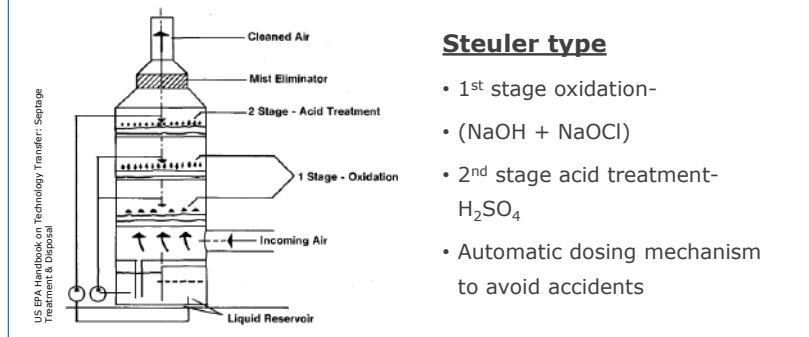 Cleaned Air
Mist Eliminator
2 Stage - Acid Treatment
1 Stage - Oxidation
Incoming Air
Liquid Reservoir
US EPA Handbook on Technology Transfer: Septage
Treatment & Disposal
Steuler type
• 1st stage oxidation-
• (NaOH + NaOCl)
• 2nd stage acid treatment-
H2SO4
• Automatic dosing mechanism
to avoid accidents